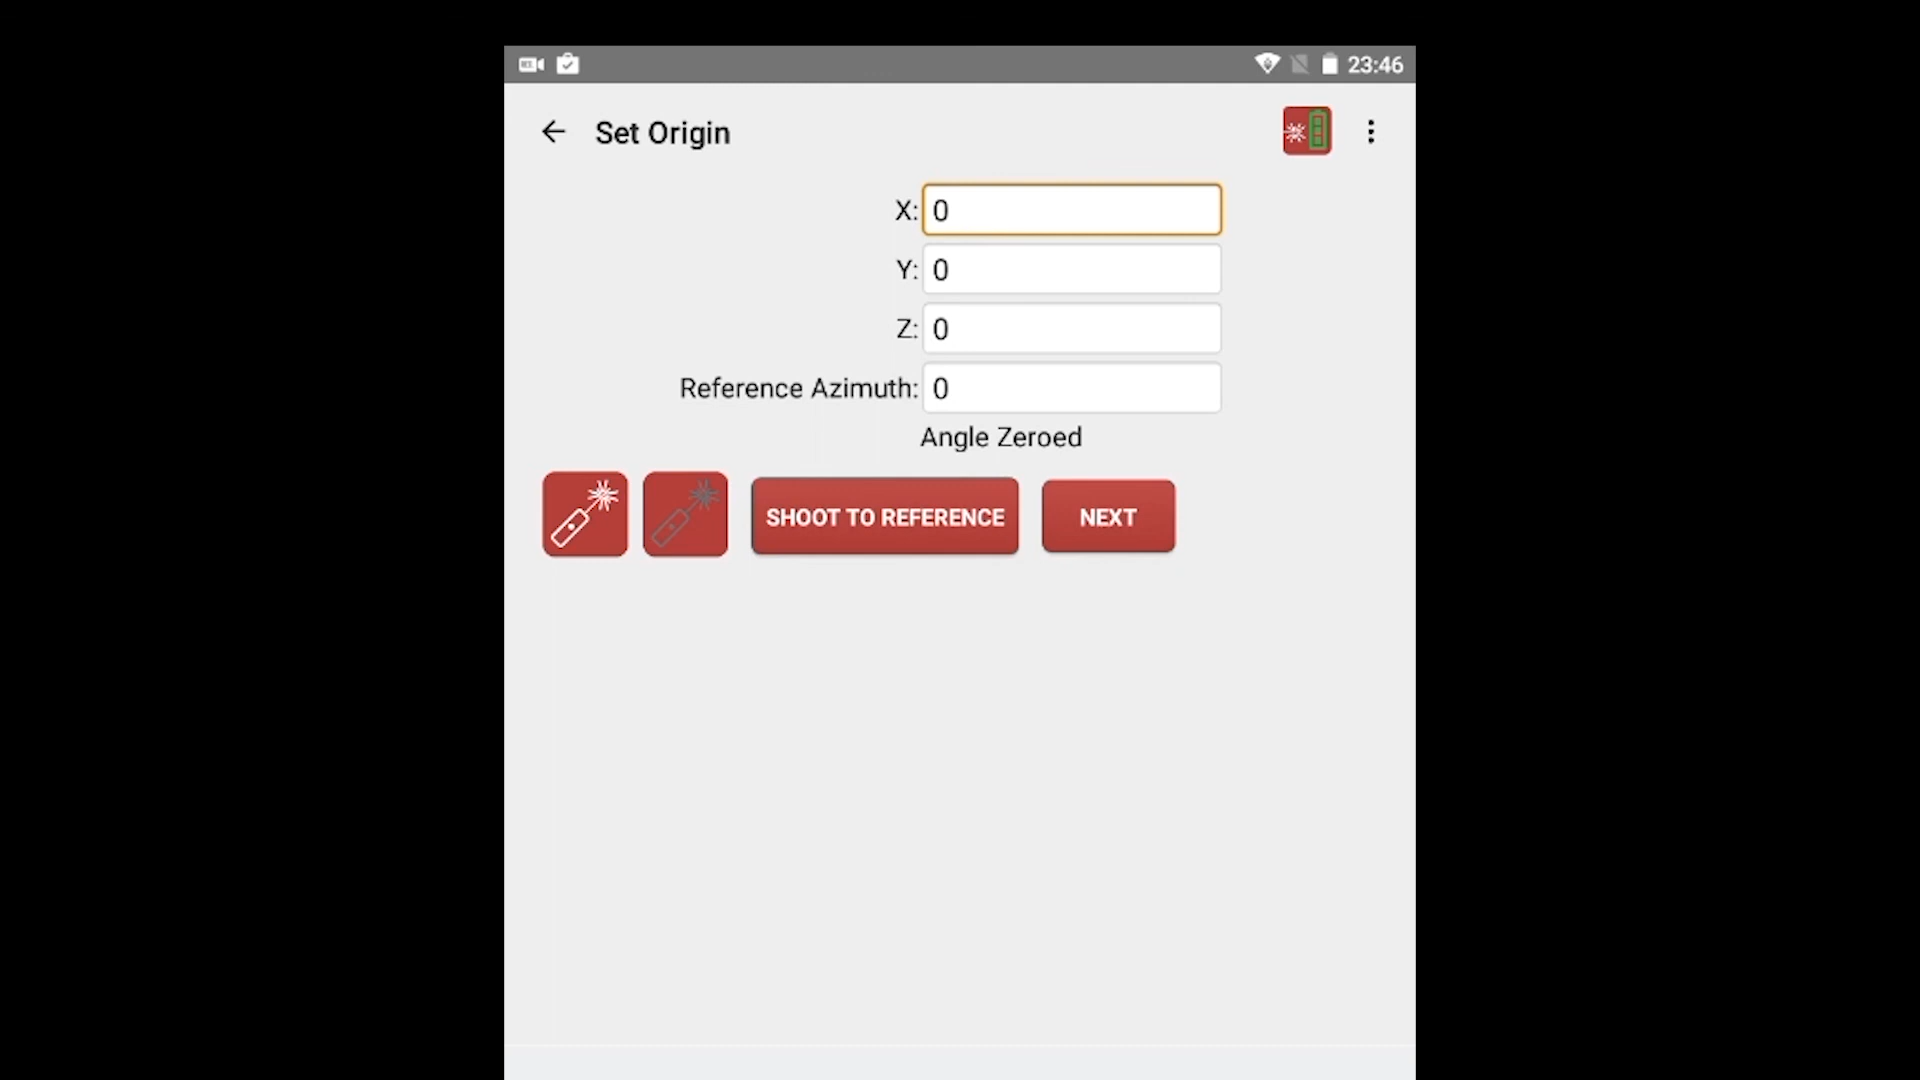 23:46
Set Origin
X: 0
Y: 0
Z: 0
Reference Azimuth: 0
Angle Zeroed
SHOOT TO REFERENCE
NEXT